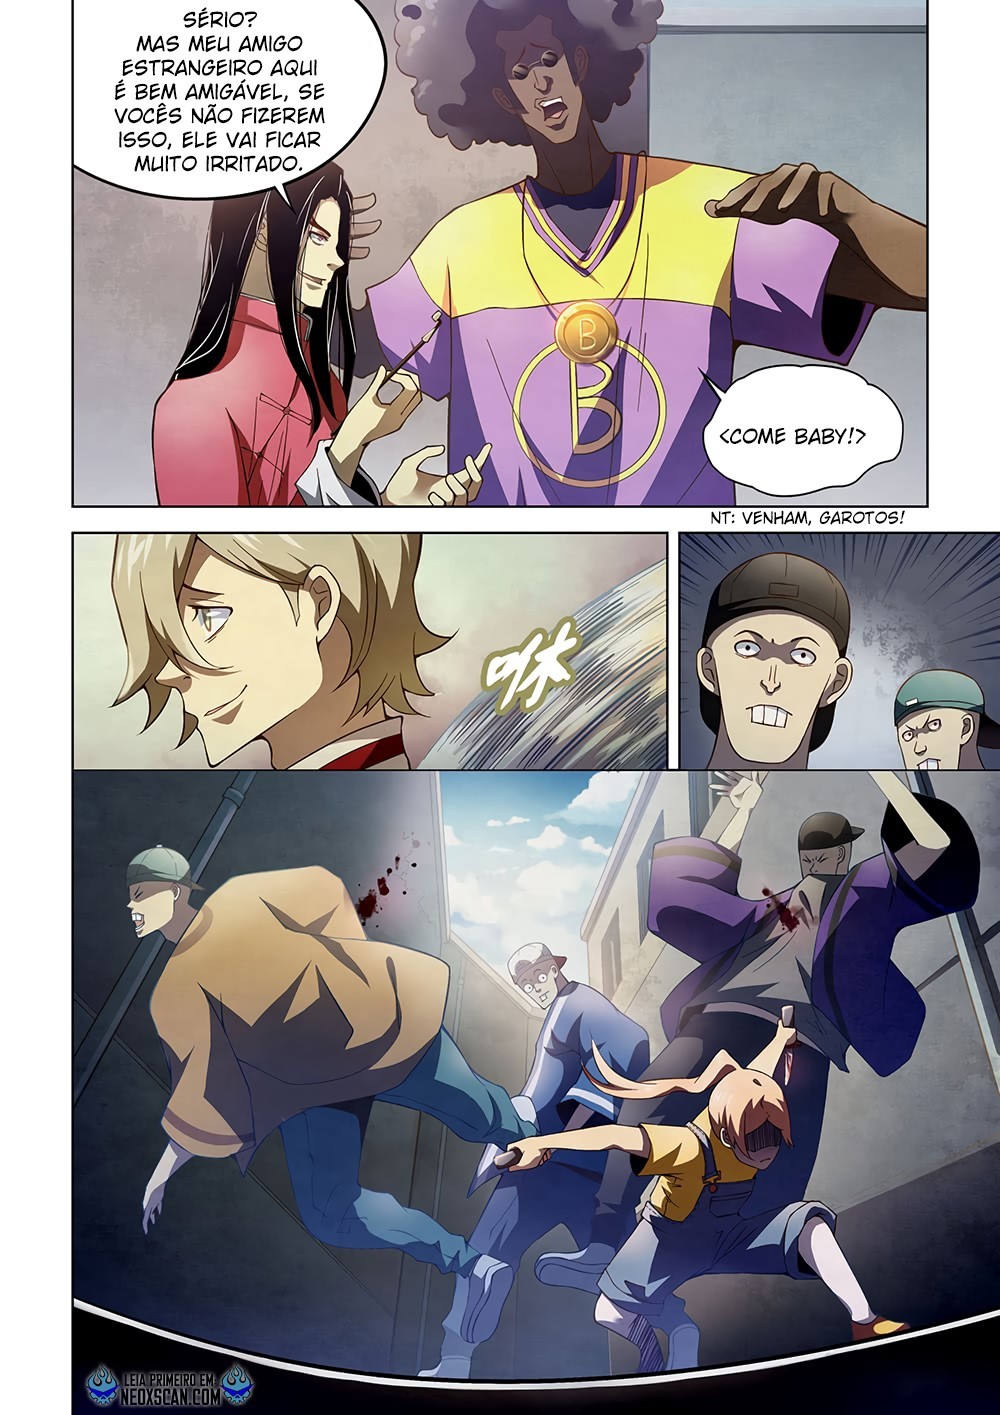 SÉRIO?
MAS MEU AMIGO
ESTRANGEIRO AQUI
É BEM AMIGÁVEL, SE
VOCÊS NÃO FIZEREM
ISSO, ELE VAI FICAR
MUITO IRRITADO.
B
B
<COME BABY!>
NT: VENHAM, GAROTOS!
咻
LEIA PRIMEIRO EM:
NEOXSCAN.COM